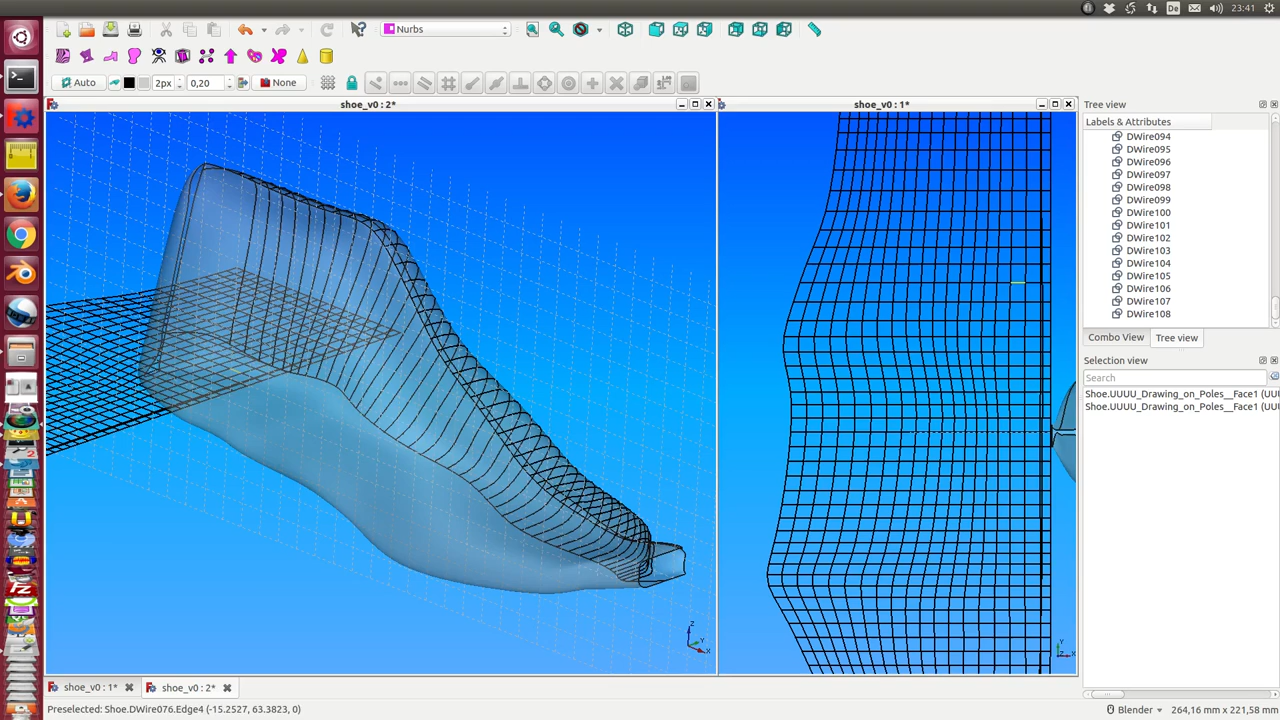 De 23:41
Nurbs
Auto 2px 0,20 None
shoe_v0 : 2*
shoe_v0 : 1*
Tree view
Labels & Attributes
DWire094
DWire095
DWire096
DWire097
DWire098
DWire099
DWire100
DWire101
DWire102
DWire103
DWire104
DWire105
DWire106
DWire107
DWire108
Combo View Tree view
Selection view
Search
Shoe.UUUU_Drawing_on_Poles__Face1 (UU
Shoe.UUUU_Drawing_on_Poles__Face1 (UU
Z
Y
X
Y
X
shoe_v0 : 1* shoe_v0 : 2*
Preselected: Shoe.DWire076.Edge4 (-15.2527, 63.3823, 0) Blender 264,16 mm x 221,58 mm